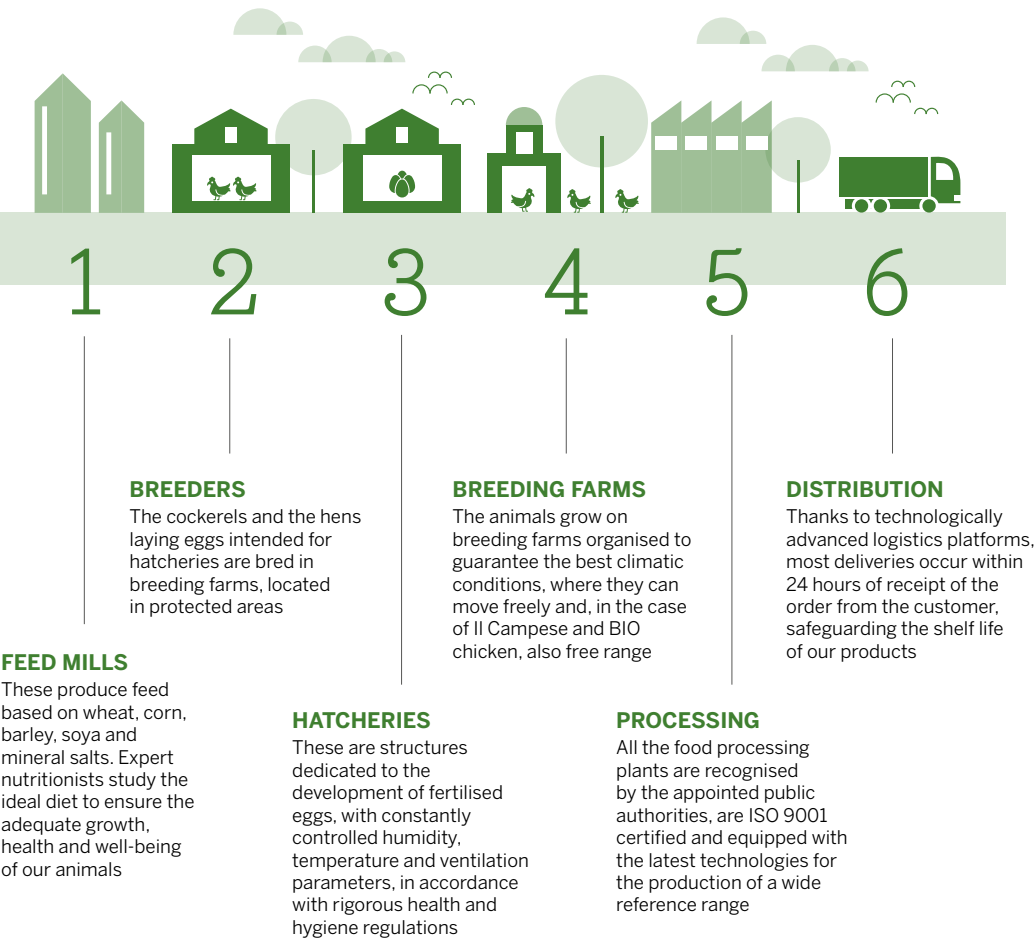 1 2 3 4 5 6
BREEDERS
The cockerels and the hens
laying eggs intended for
hatcheries are bred in
breeding farms, located
in protected areas
BREEDING FARMS
The animals grow on
breeding farms organised to
guarantee the best climatic
conditions, where they can
move freely and, in the case
of Il Campese and BIO
chicken, also free range
DISTRIBUTION
Thanks to technologically
advanced logistics platforms,
most deliveries occur within
24 hours of receipt of the
order from the customer,
safeguarding the shelf life
of our products
FEED MILLS
These produce feed
based on wheat, corn,
barley, soya and
mineral salts. Expert
nutritionists study the
ideal diet to ensure the
adequate growth,
health and well-being
of our animals
HATCHERIES
These are structures
dedicated to the
development of fertilised
eggs, with constantly
controlled humidity,
temperature and ventilation
parameters, in accordance
with rigorous health and
hygiene regulations
PROCESSING
All the food processing
plants are recognised
by the appointed public
authorities, are ISO 9001
certified and equipped with
the latest technologies for
the production of a wide
reference range